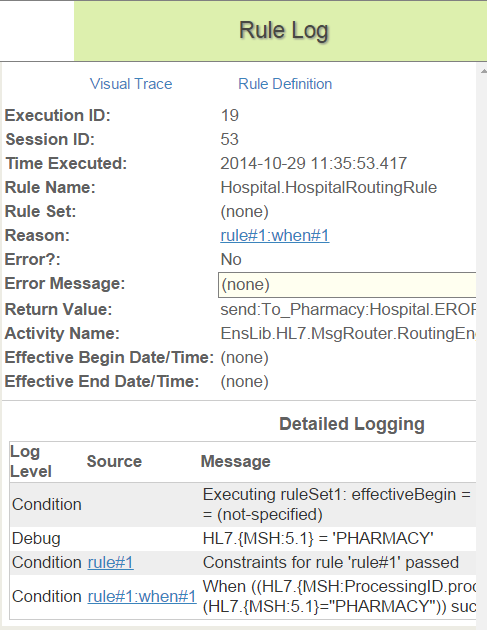 Rule Log
Visual Trace Rule Definition
Execution ID: 19
Session ID: 53
Time Executed: 2014-10-29 11:35:53.417
Rule Name: Hospital.HospitalRoutingRule
Rule Set: (none)
Reason: rule#1:when#1
Error?: No
Error Message: (none)
Return Value: send:To_Pharmacy:Hospital.EROR
Activity Name: EnsLib.HL7.MsgRouter.RoutingEng
Effective Begin Date/Time: (none)
Effective End Date/Time: (none)
Detailed Logging
Log Level Source Message
Condition Executing ruleSet1: effectiveBegin =
= (not-specified)
Debug HL7.{MSH:5.1} = 'PHARMACY'
Condition rule#1 Constraints for rule 'rule#1' passed
Condition rule#1:when#1 When ((HL7.{MSH:ProcessingID.proc
(HL7.{MSH:5.1}="PHARMACY")) suc